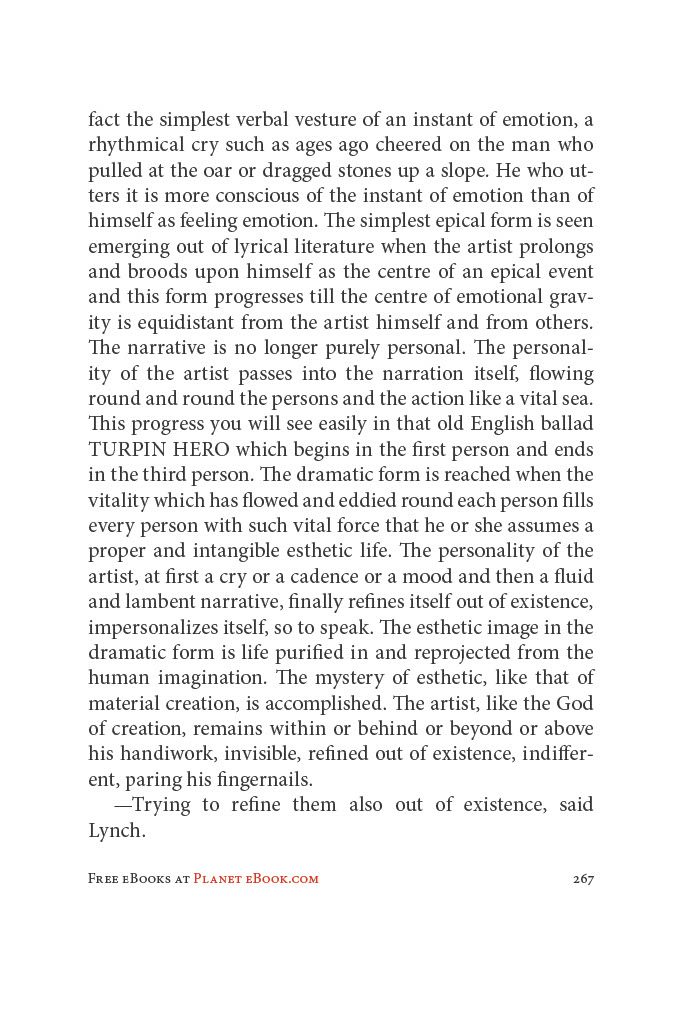 fact the simplest verbal vesture of an instant of emotion, a
rhythmical cry such as ages ago cheered on the man who
pulled at the oar or dragged stones up a slope. He who ut-
ters it is more conscious of the instant of emotion than of
himself as feeling emotion. The simplest epical form is seen
emerging out of lyrical literature when the artist prolongs
and broods upon himself as the centre of an epical event
and this form progresses till the centre of emotional grav-
ity is equidistant from the artist himself and from others.
The narrative is no longer purely personal. The personal-
ity of the artist passes into the narration itself, flowing
round and round the persons and the action like a vital sea.
This progress you will see easily in that old English ballad
TURPIN HERO which begins in the first person and ends
in the third person. The dramatic form is reached when the
vitality which has flowed and eddied round each person fills
every person with such vital force that he or she assumes a
proper and intangible esthetic life. The personality of the
artist, at first a cry or a cadence or a mood and then a fluid
and lambent narrative, finally refines itself out of existence,
impersonalizes itself, so to speak. The esthetic image in the
dramatic form is life purified in and reprojected from the
human imagination. The mystery of esthetic, like that of
material creation, is accomplished. The artist, like the God
of creation, remains within or behind or beyond or above
his handiwork, invisible, refined out of existence, indiffer-
ent, paring his fingernails.
—Trying to refine them also out of existence, said
Lynch.
Free eBooks at Planet eBook.com 267